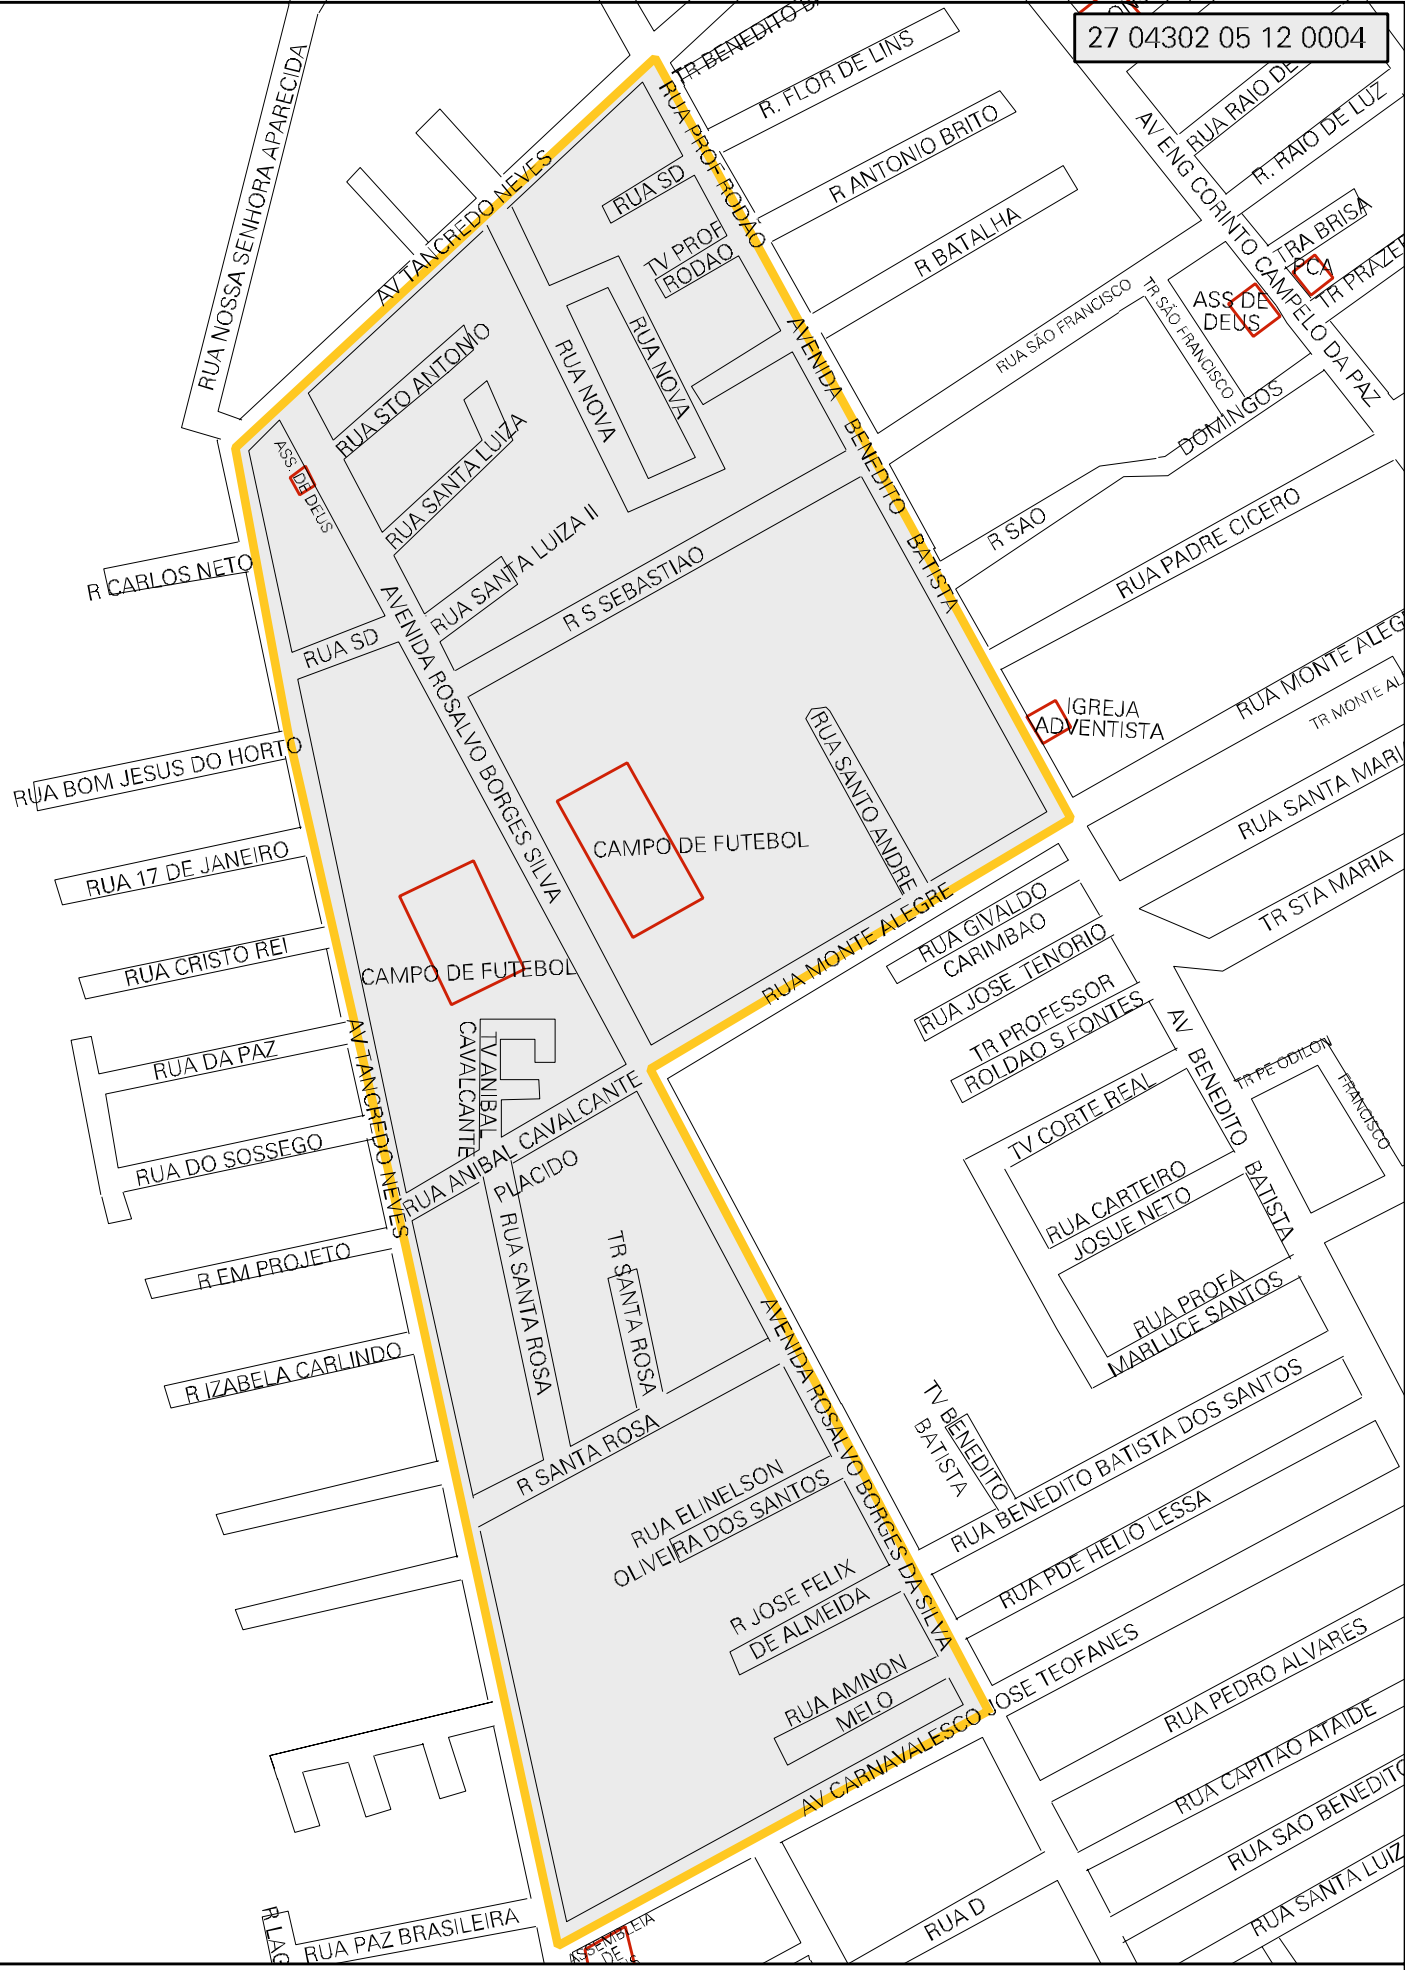 27 04302 05 12 0004
TR BENEDITO
R. FLOR DE LINS
RUA RAIO DE
R. RAIO DE LUZ
R ANTONIO BRITO
AV ENG CORINTO CAMPELO DA PAZ
RUA NOSSA SENHORA APARECIDA
RUA PROF RODAO
AV TANCREDO NEVES
RUA SD
TV PROF
RODAO
R BATALHA
TRA BRISA
PCA
TR PRAZE
ASS DE
DEUS
TR SÃO FRANCISCO
RUA SÃO FRANCISCO
DOMINGOS
R SAO
RUA STO ANTONIO
RUA NOVA
RUA NOVA
AVENIDA BENEDITO BATISTA
RUA SANTA LUIZA
ASS. DE DEUS
RUA SANTA LUIZA II
R S SEBASTIAO
R CARLOS NETO
RUA SD
AVENIDA ROSALVO BORGES SILVA
RUA PADRE CICERO
RUA MONTE ALEG
TR MONTE AL
IGREJA
ADVENTISTA
RUA SANTA MARI
TR STA MARIA
RUA BOM JESUS DO HORTO
RUA 17 DE JANEIRO
RUA SANTO ANDRE
CAMPO DE FUTEBOL
CAMPO DE FUTEBOL
RUA CRISTO REI
RUA MONTE ALEGRE
RUA GIVALDO
CARIMBAO
RUA JOSE TENORIO
TR PROFESSOR
ROLDAO S FONTES
AV BENEDITO BATISTA
TR PE ODILON
FRANCISCO
RUA DA PAZ
AV TANCREDO NEVES
TV ANIBAL
CAVALCANTE
RUA ANIBAL CAVALCANTE
PLACIDO
TV CORTE REAL
RUA DO SOSSEGO
RUA CARTEIRO
JOSUE NETO
R EM PROJETO
RUA SANTA ROSA
TR SANTA ROSA
RUA PROFA
MARLUCE SANTOS
R IZABELA CARLINDO
AVENIDA ROSALVO BORGES DA SILVA
TV BENEDITO
BATISTA
RUA BENEDITO BATISTA DOS SANTOS
R SANTA ROSA
RUA ELINELSON
OLIVEIRA DOS SANTOS
RUA PDE HELIO LESSA
R JOSE FELIX
DE ALMEIDA
RUA AMNON
MELO
AV CARNAVALESCO JOSE TEOFANES
RUA PEDRO ALVARES
RUA CAPITAO ATAIDE
RUA SAO BENEDITO
RUA SANTA LUIZ
RUA D
R LAG
RUA PAZ BRASILEIRA
ASSEMBLEIA
DE